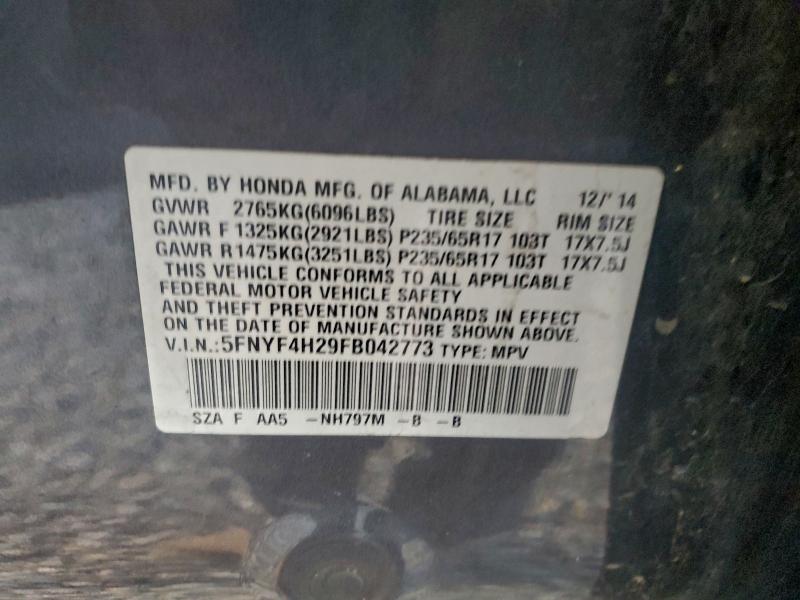 MFD. BY HONDA MFG. OF ALABAMA, LLC 12/'14
GVWR 2765KG(6096LBS) TIRE SIZE RIM SIZE
GAWR F 1325KG(2921LBS) P235/65R17 103T 17X7.5J
GAWR R 1475KG(3251LBS) P235/65R17 103T 17X7.5J
THIS VEHICLE CONFORMS TO ALL APPLICABLE
FEDERAL MOTOR VEHICLE SAFETY
AND THEFT PREVENTION STANDARDS IN EFFECT
ON THE DATE OF MANUFACTURE SHOWN ABOVE.
V.I.N.:5FNYF4H29FB042773 TYPE: MPV
SZA F AA5 -NH797M -B -B